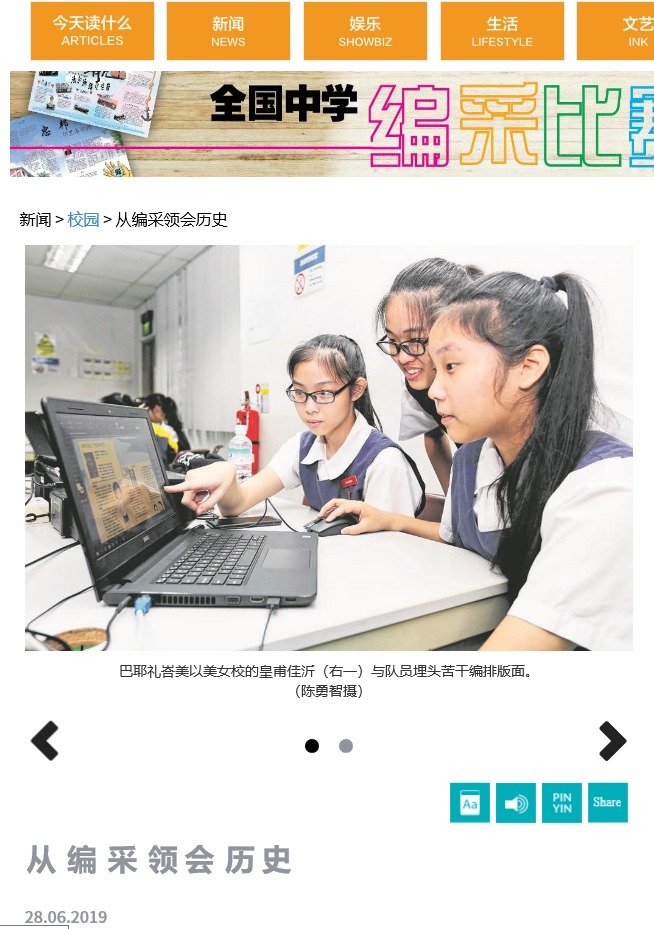 今天读什么
ARTICLES
新闻
NEWS
娱乐
SHOWBIZ
生活
LIFESTYLE
文艺
INK
全国中学编采比赛
新闻 > 校园 > 从编采领会历史
巴耶礼峇美以美女校的皇甫佳沂（右一）与队员埋头苦干编排版面。
（陈勇智摄）
Aa
PIN
YIN
Share
从编采领会历史
28.06.2019